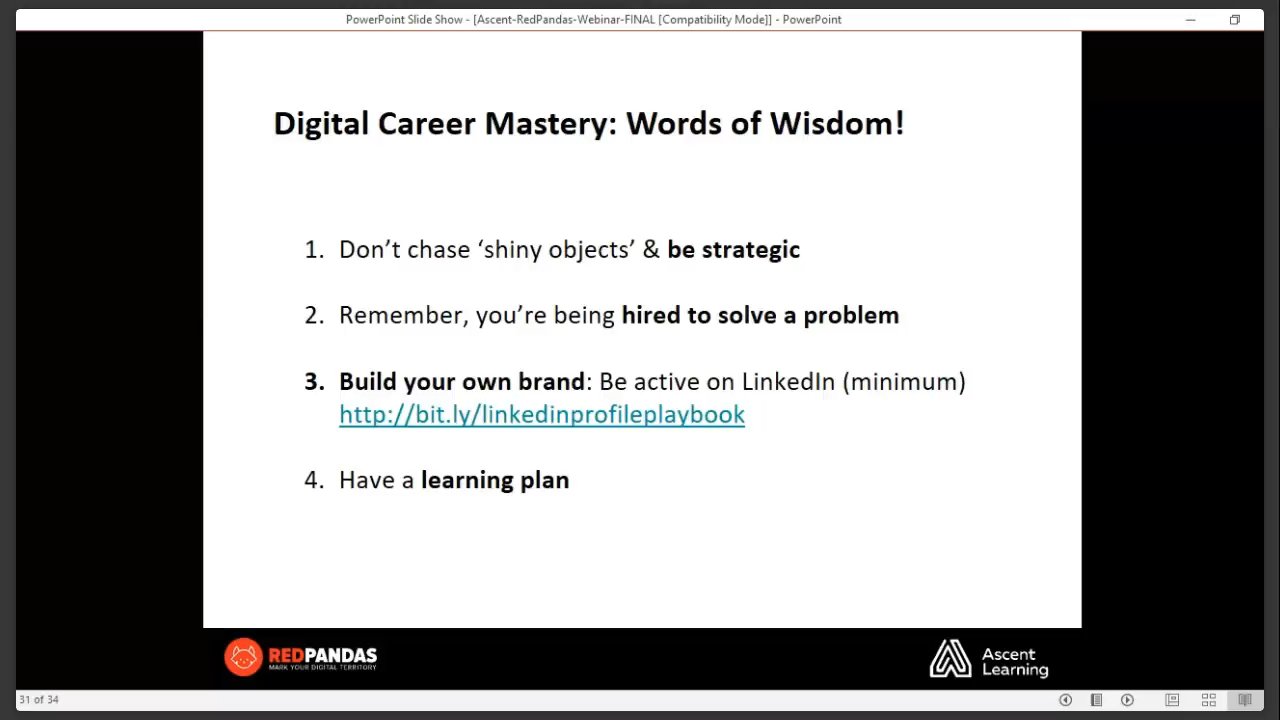 PowerPoint Slide Show - [Ascent-RedPandas-Webinar-FINAL [Compatibility Mode]] - PowerPoint
Digital Career Mastery: Words of Wisdom!
1. Don’t chase ‘shiny objects’ & be strategic
2. Remember, you’re being hired to solve a problem
3. Build your own brand: Be active on LinkedIn (minimum)
http://bit.ly/linkedinprofileplaybook
4. Have a learning plan
REDPANDAS
MARK YOUR DIGITAL TERRITORY
Ascent
Learning
31 of 34